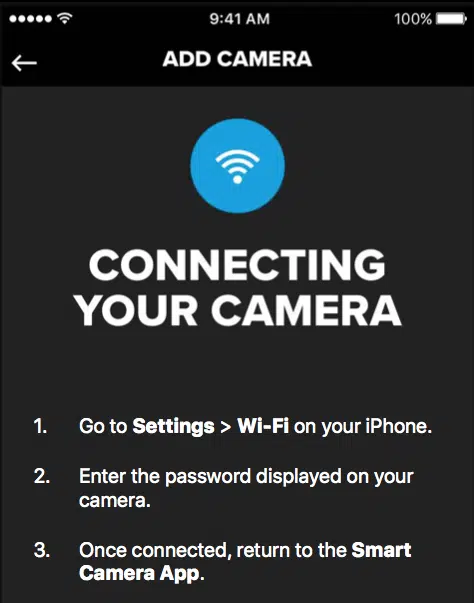 9:41 AM
100%
ADD CAMERA
CONNECTING
YOUR CAMERA
1. Go to Settings > Wi-Fi on your iPhone.
2. Enter the password displayed on your
camera.
3. Once connected, return to the Smart
Camera App.